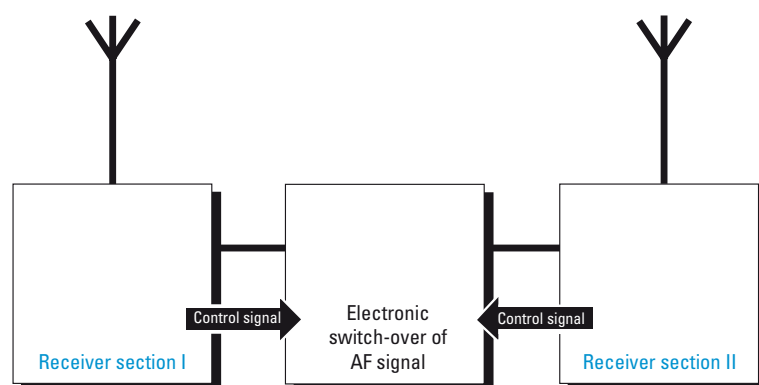 Control signal
Receiver section I
Electronic
switch-over of
AF signal
Control signal
Receiver section II